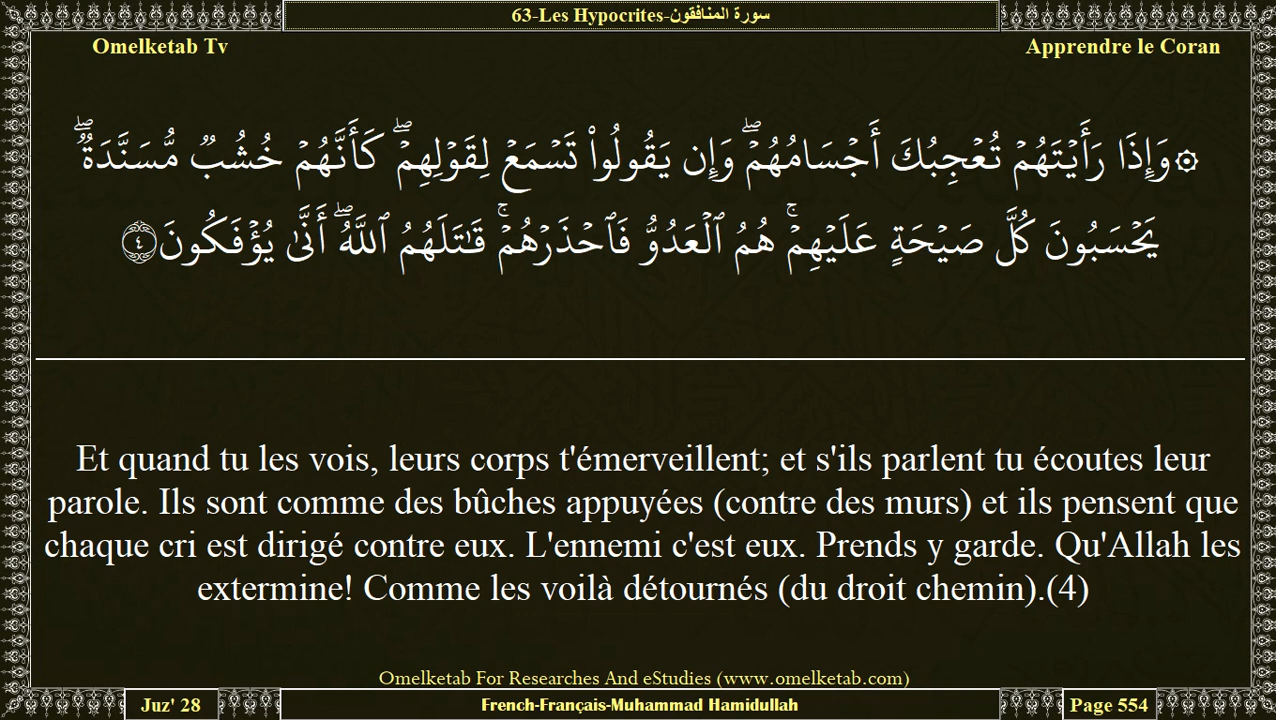 63-Les Hypocrites-سورة المنافقون
Omelketab Tv
Apprendre le Coran
۞وَإِذَا رَأَيۡتَهُمۡ تُعۡجِبُكَ أَجۡسَامُهُمۡۖ وَإِن يَقُولُواْ تَسۡمَعۡ لِقَوۡلِهِمۡۖ كَأَنَّهُمۡ خُشُبٞ مُّسَنَّدَةٞۖ
يَحۡسَبُونَ كُلَّ صَيۡحَةٍ عَلَيۡهِمۡۚ هُمُ ٱلۡعَدُوُّ فَٱحۡذَرۡهُمۡۚ قَٰتَلَهُمُ ٱللَّهُۖ أَنَّىٰ يُؤۡفَكُونَ ٤
Et quand tu les vois, leurs corps t'émerveillent; et s'ils parlent tu écoutes leur
parole. Ils sont comme des bûches appuyées (contre des murs) et ils pensent que
chaque cri est dirigé contre eux. L'ennemi c'est eux. Prends y garde. Qu'Allah les
extermine! Comme les voilà détournés (du droit chemin).(4)
Omelketab For Researches And eStudies (www.omelketab.com)
Juz' 28
French-Français-Muhammad Hamidullah
Page 554